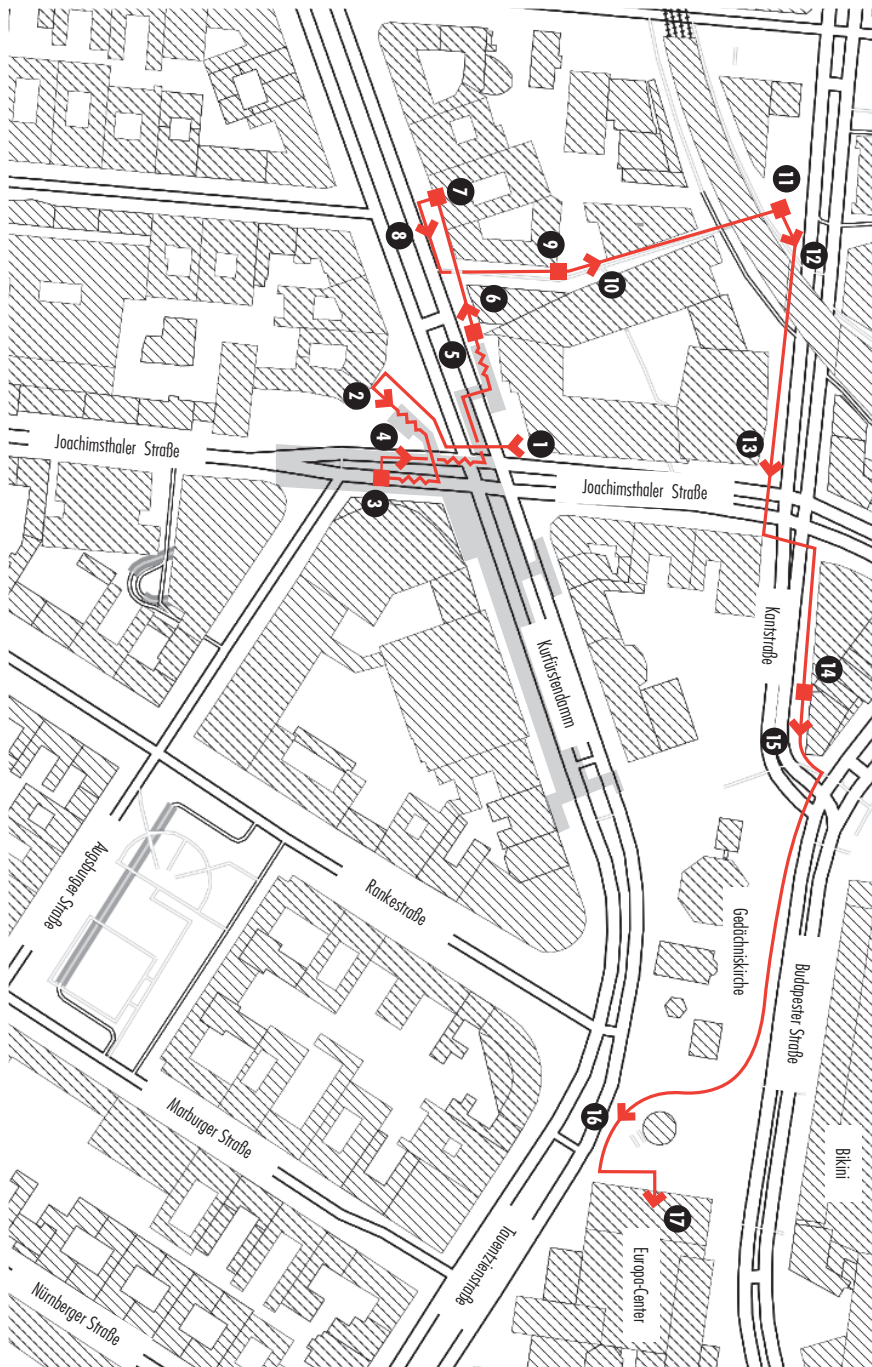 11
7
12
8
9
10
6
5
2
1
4
13
Joachimsthaler Straße
Joachimsthaler Straße
3
Kantstraße
14
Kurfürstendamm
15
Rankestraße
Augsburger Straße
Gedächniskirche
Budapester Straße
16
Marburger Straße
Bikini
17
Tauentzienstraße
Europa-Center
Nürnberger Straße